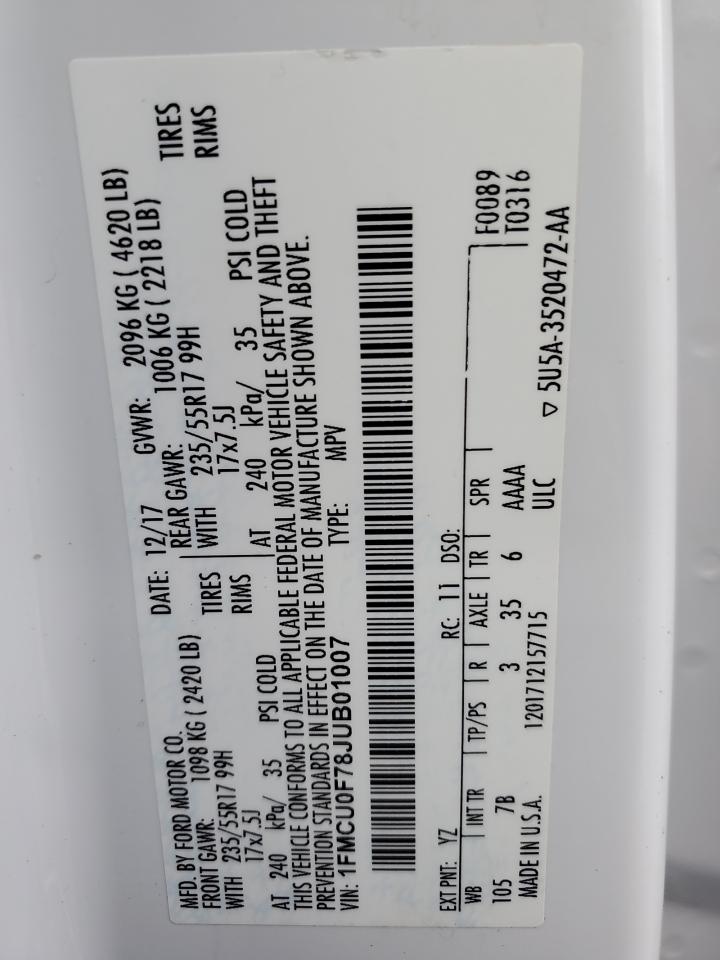 MFD. BY FORD MOTOR CO.
DATE: 12/17 GVWR: 2096 KG ( 4620 LB)
FRONT GAWR: 1098 KG ( 2420 LB)
REAR GAWR: 1006 KG ( 2218 LB)
WITH 235/55R17 99H TIRES
WITH 235/55R17 99H TIRES
17x7.5J RIMS
17x7.5J RIMS
AT 240 kPa/ 35 PSI COLD
AT 240 kPa/ 35 PSI COLD
THIS VEHICLE CONFORMS TO ALL APPLICABLE FEDERAL MOTOR VEHICLE SAFETY AND THEFT
PREVENTION STANDARDS IN EFFECT ON THE DATE OF MANUFACTURE SHOWN ABOVE.
VIN: 1FMCU0F78JUB01007 TYPE: MPV
EXT PNT: YZ RC: 11 DSO:
WB INT TR TP/PS R AXLE TR SPR F0089
105 7B 3 35 6 AAAA T0316
MADE IN U.S.A. 1201712157715 ULC
▽ 5U5A-3520472-AA